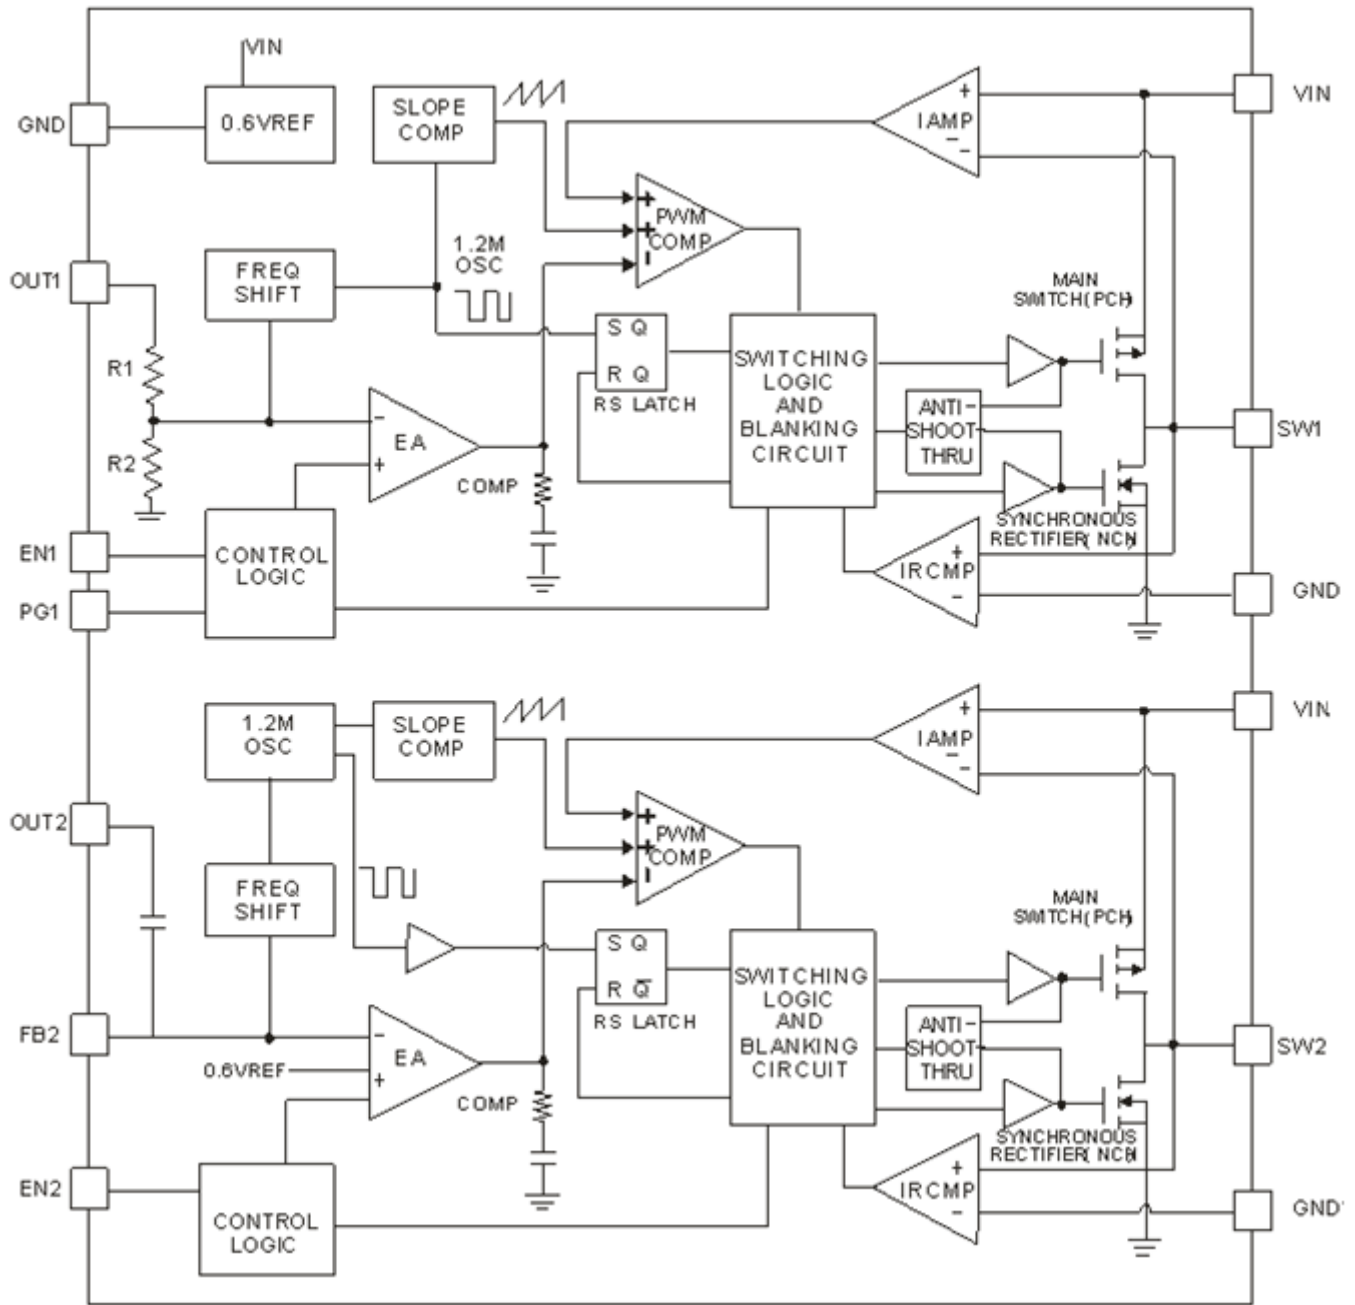 VIN
GND
0.6VREF
SLOPE
COMP
+
IAMP
-
-
VIN
OUT1
FREQ
SHIFT
1.2M
OSC
+
+
-
PWM
COMP
MAIN
SWITCH(PCH)
R1
R2
S Q
R Q
RS LATCH
SWITCHING
LOGIC
AND
BLANKING
CIRCUIT
ANTI-
SHOOT-
THRU
SW1
-
EA
+
COMP
SYNCHRONOUS
RECTIFIER(NCH)
EN1
PG1
CONTROL
LOGIC
+
IRCMP
-
GND
1.2M
OSC
SLOPE
COMP
+
IAMP
-
-
VIN
OUT2
FREQ
SHIFT
+
+
-
PWM
COMP
MAIN
SWITCH(PCH)
S Q
R Q̅
RS LATCH
SWITCHING
LOGIC
AND
BLANKING
CIRCUIT
ANTI-
SHOOT-
THRU
SW2
FB2
0.6VREF
-
EA
+
COMP
SYNCHRONOUS
RECTIFIER(NCH)
EN2
CONTROL
LOGIC
+
IRCMP
-
GND